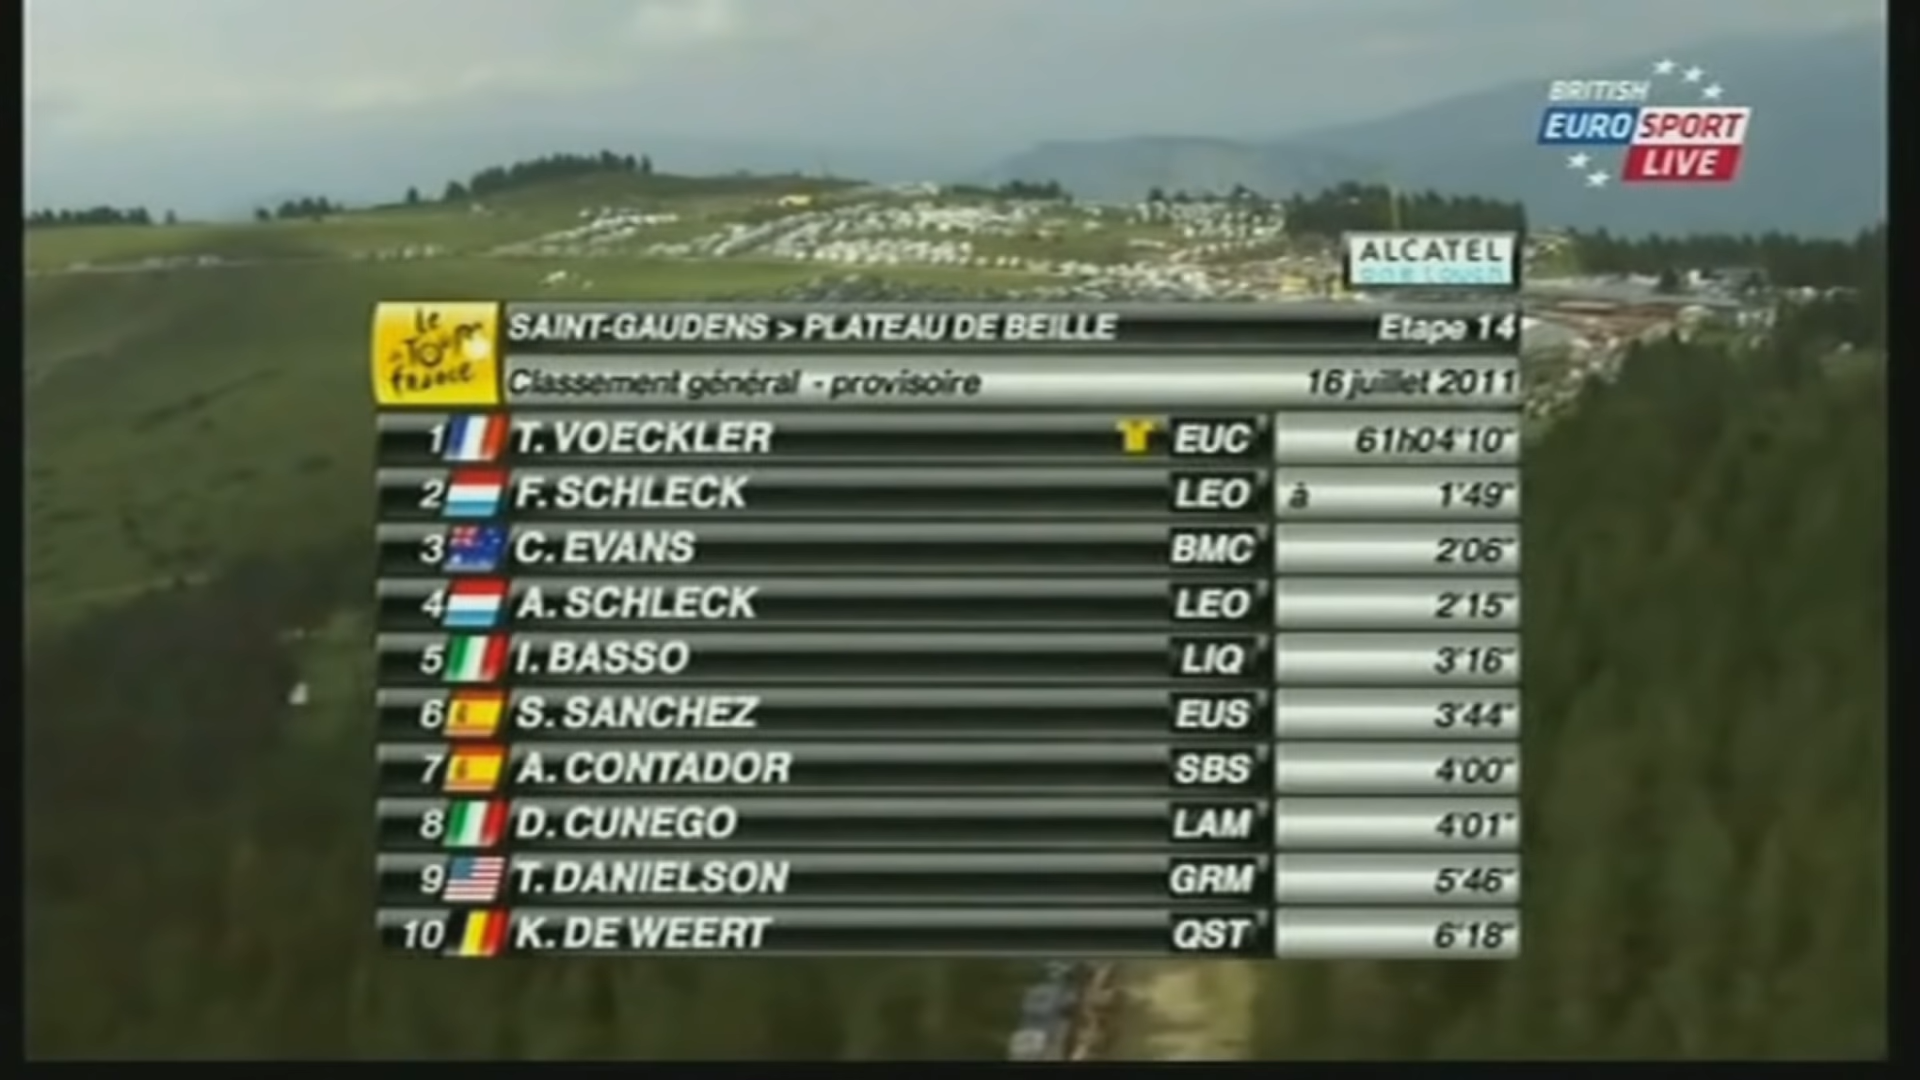 BRITISH
EUROSPORT
LIVE
ALCATEL
one touch
le
Tour
de
france
SAINT-GAUDENS > PLATEAU DE BEILLE Etape 14
Classement général - provisoire 16 juillet 2011
1 T. VOECKLER EUC 61h04'10"
2 F. SCHLECK LEO à 1'49"
3 C. EVANS BMC 2'06"
4 A. SCHLECK LEO 2'15"
5 I. BASSO LIQ 3'16"
6 S. SANCHEZ EUS 3'44"
7 A. CONTADOR SBS 4'00"
8 D. CUNEGO LAM 4'01"
9 T. DANIELSON GRM 5'46"
10 K. DE WEERT QST 6'18"